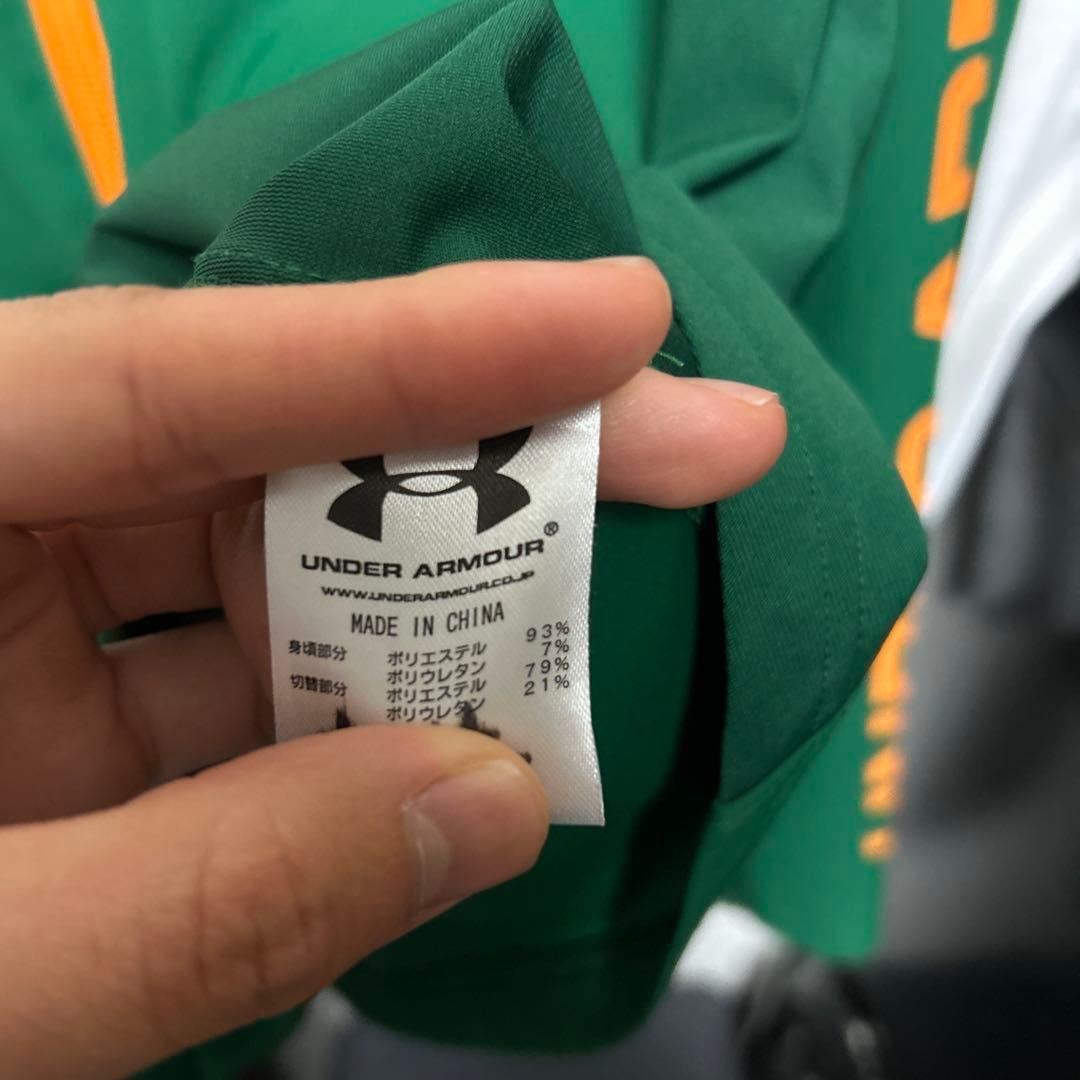 UNDER ARMOUR®
WWW.UNDERARMOUR.CO.JP
MADE IN CHINA
身頃部分 ポリエステル 93%
ポリウレタン 7%
切替部分 ポリエステル 79%
ポリウレタン 21%